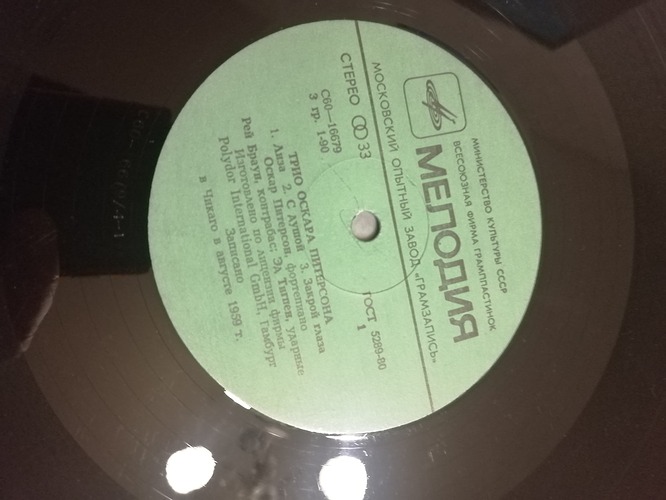 МИНИСТЕРСТВО КУЛЬТУРЫ СССР
ВСЕСОЮЗНАЯ ФИРМА ГРАМПЛАСТИНОК
МЕЛОДИЯ
МОСКОВСКИЙ ОПЫТНЫЙ ЗАВОД «ГРАМЗАПИСЬ»
СТЕРЕО 33
ГОСТ 5289-80
С60—16679
3 гр. 1-90
1
ТРИО ОСКАРА ПИТЕРСОНА
1. Лиза 2. С душой 3. Закрой глаза
Оскар Питерсон, фортепиано
Рей Браун, контрабас; Эд Тигпен, ударные
Изготовлено по лицензии фирмы
Polydor International GmbH, Гамбург
Записано
в Чикаго в августе 1959 г.